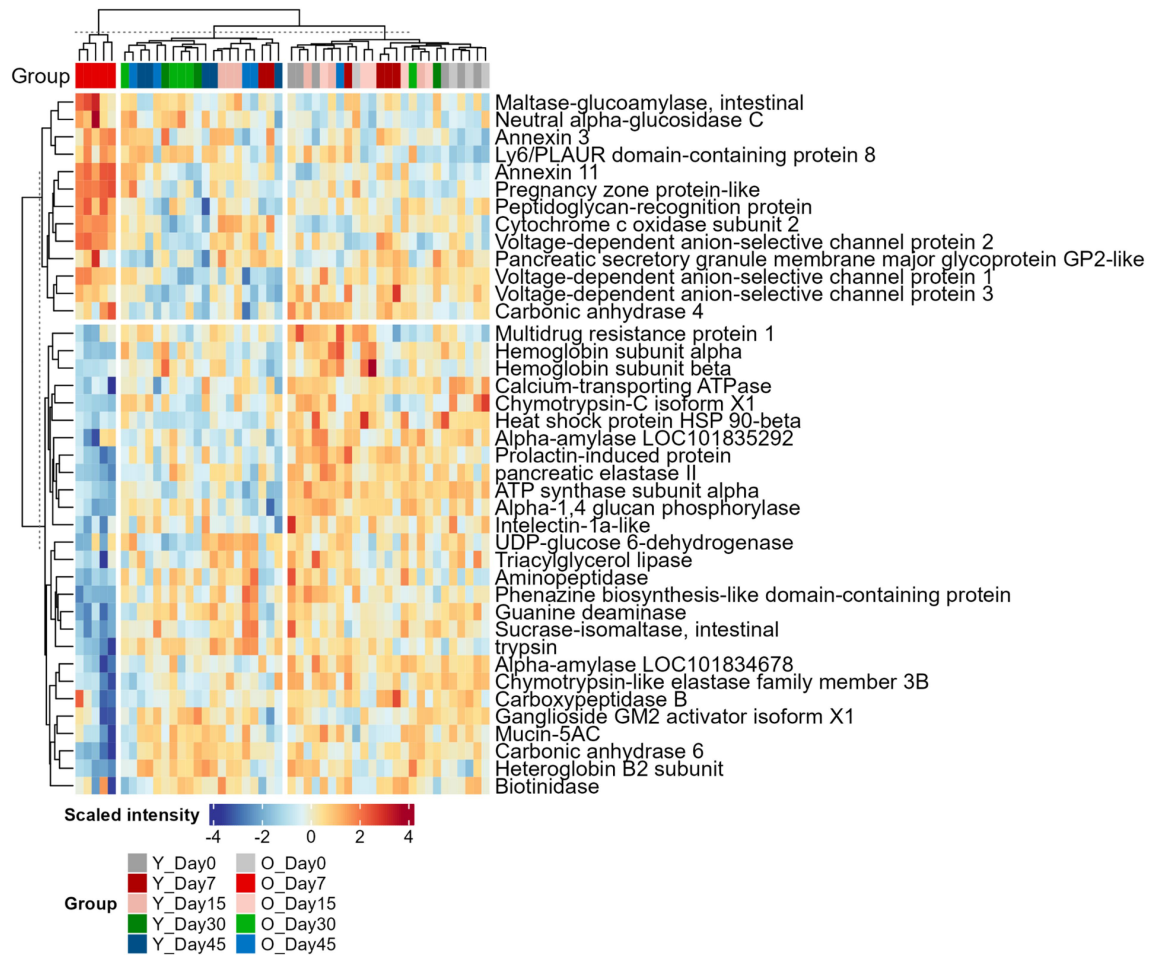 Group
Maltase-glucoamylase, intestinal
Neutral alpha-glucosidase C
Annexin 3
Ly6/PLAUR domain-containing protein 8
Annexin 11
Pregnancy zone protein-like
Peptidoglycan-recognition protein
Cytochrome c oxidase subunit 2
Voltage-dependent anion-selective channel protein 2
Pancreatic secretory granule membrane major glycoprotein GP2-like
Voltage-dependent anion-selective channel protein 1
Voltage-dependent anion-selective channel protein 3
Carbonic anhydrase 4
Multidrug resistance protein 1
Hemoglobin subunit alpha
Hemoglobin subunit beta
Calcium-transporting ATPase
Chymotrypsin-C isoform X1
Heat shock protein HSP 90-beta
Alpha-amylase LOC101835292
Prolactin-induced protein
pancreatic elastase II
ATP synthase subunit alpha
Alpha-1,4 glucan phosphorylase
Intelectin-1a-like
UDP-glucose 6-dehydrogenase
Triacylglycerol lipase
Aminopeptidase
Phenazine biosynthesis-like domain-containing protein
Guanine deaminase
Sucrase-isomaltase, intestinal
trypsin
Alpha-amylase LOC101834678
Chymotrypsin-like elastase family member 3B
Carboxypeptidase B
Ganglioside GM2 activator isoform X1
Mucin-5AC
Carbonic anhydrase 6
Heteroglobin B2 subunit
Biotinidase
Scaled intensity
-4 -2 0 2 4
Y_Day0 O_Day0
Y_Day7 O_Day7
Group Y_Day15 O_Day15
Y_Day30 O_Day30
Y_Day45 O_Day45